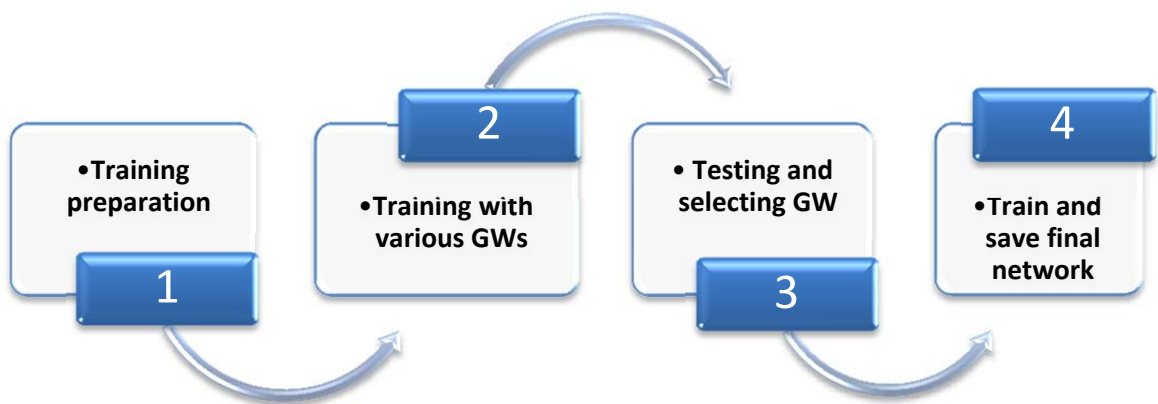 •Training
preparation
1
2
•Training with
various GWs
• Testing and
selecting GW
3
4
•Train and
save final
network